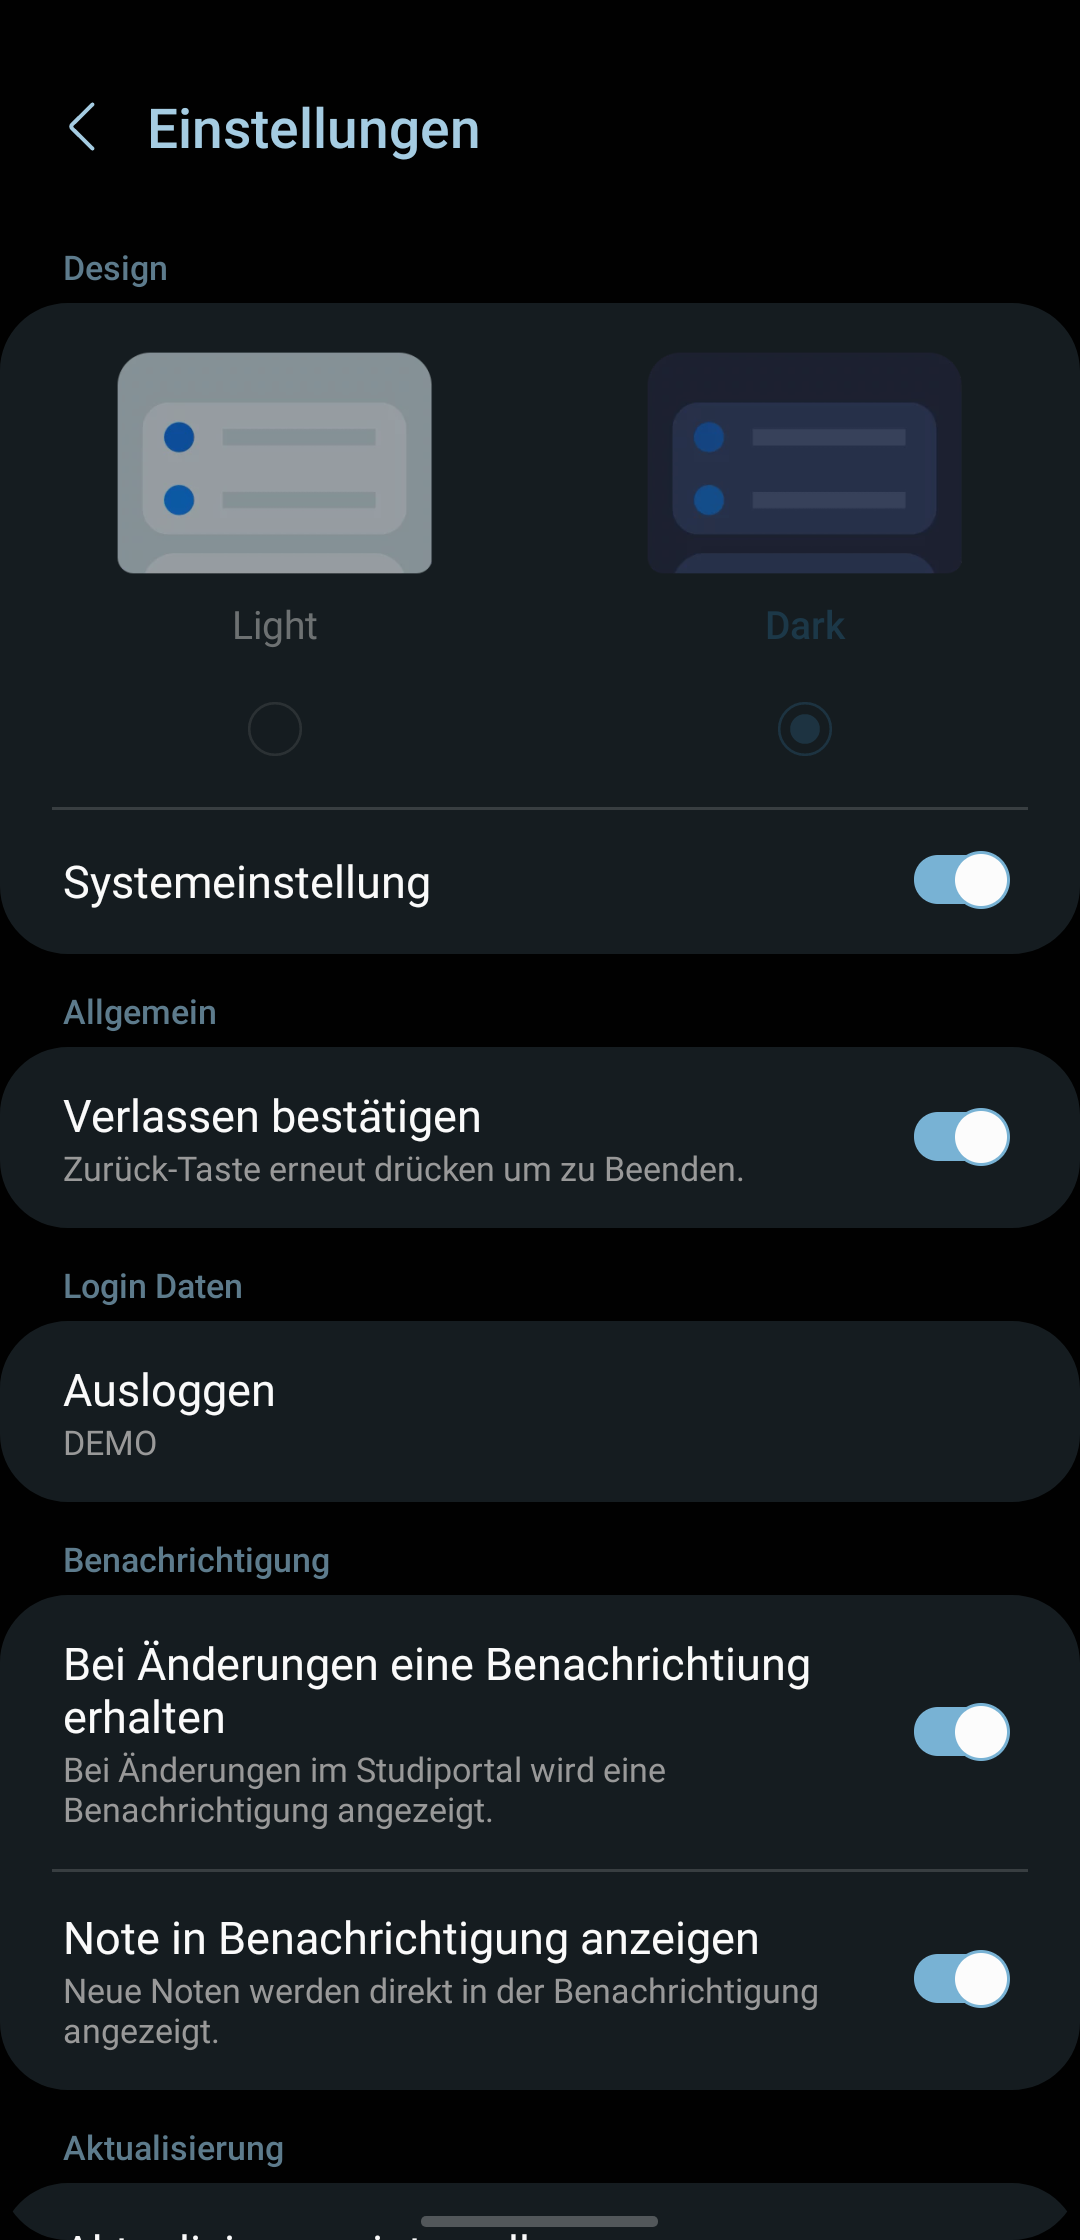 Einstellungen
Design
Light
Dark
Systemeinstellung
Allgemein
Verlassen bestätigen
Zurück-Taste erneut drücken um zu Beenden.
Login Daten
Ausloggen
DEMO
Benachrichtigung
Bei Änderungen eine Benachrichtiung
erhalten
Bei Änderungen im Studiportal wird eine
Benachrichtigung angezeigt.
Note in Benachrichtigung anzeigen
Neue Noten werden direkt in der Benachrichtigung
angezeigt.
Aktualisierung